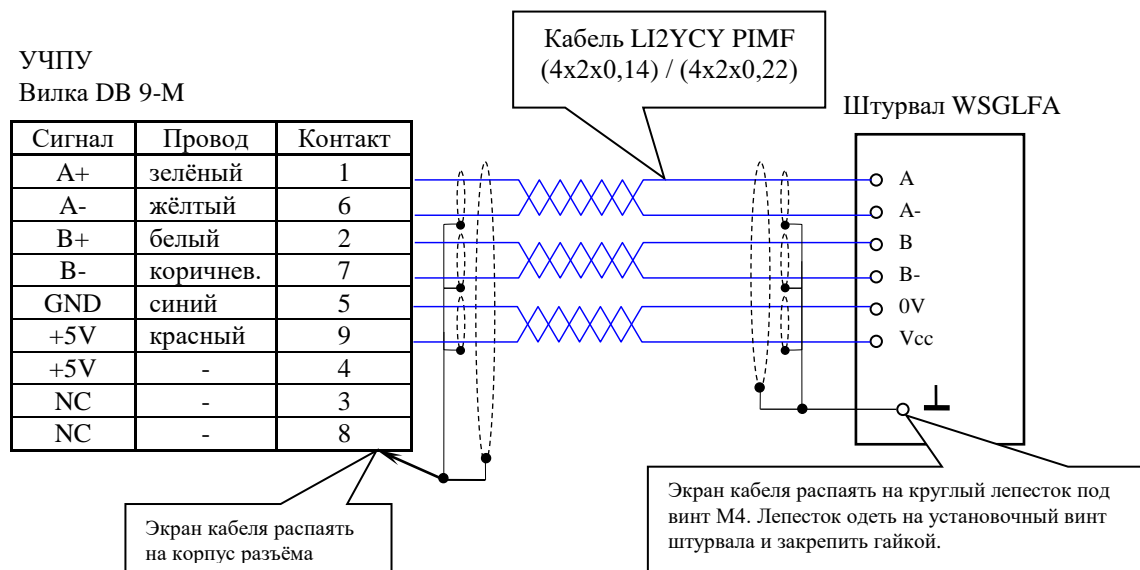 УЧПУ
Вилка DB 9-M
Кабель LI2YCY PIMF
(4x2x0,14) / (4x2x0,22)
Штурвал WSGLFA
Сигнал Провод Контакт
A+ зелёный 1
A- жёлтый 6
B+ белый 2
B- коричнев. 7
GND синий 5
+5V красный 9
+5V - 4
NC - 3
NC - 8
A
A-
B
B-
0V
Vcc
Экран кабеля распаять
на корпус разъёма
Экран кабеля распаять на круглый лепесток под
винт М4. Лепесток одеть на установочный винт
штурвала и закрепить гайкой.